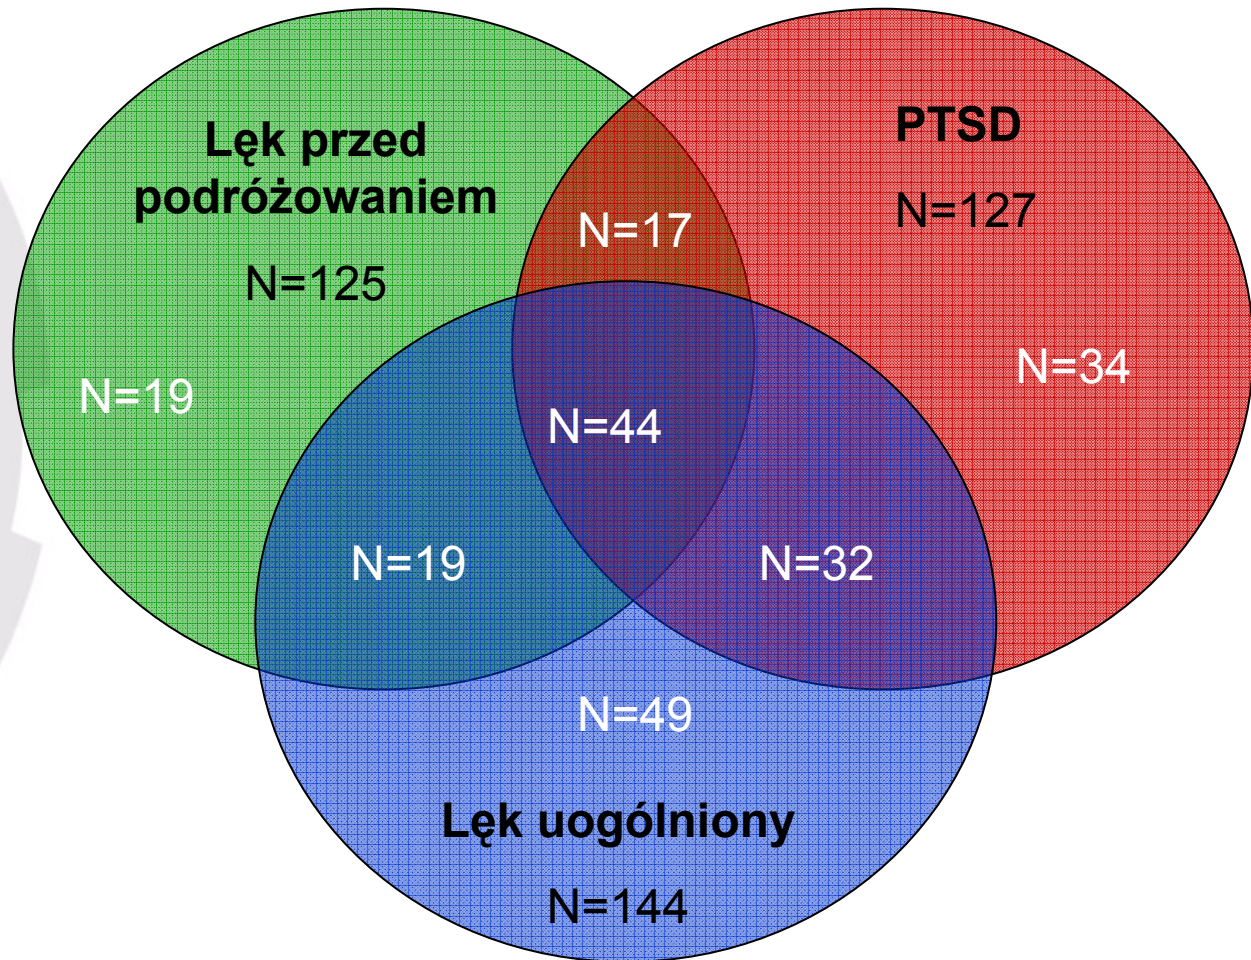 Lęk przed
podróżowaniem
N=125
N=19
PTSD
N=127
N=17
N=34
N=44
N=19
N=32
N=49
Lęk uogólniony
N=144